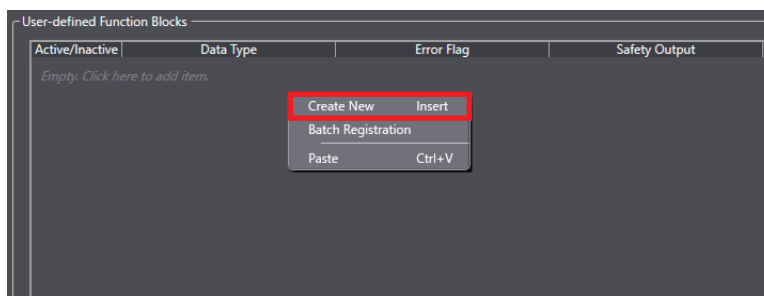 User-defined Function Blocks
Active/Inactive Data Type Error Flag Safety Output
Empty. Click here to add item.
Create New Insert
Batch Registration
Paste Ctrl+V